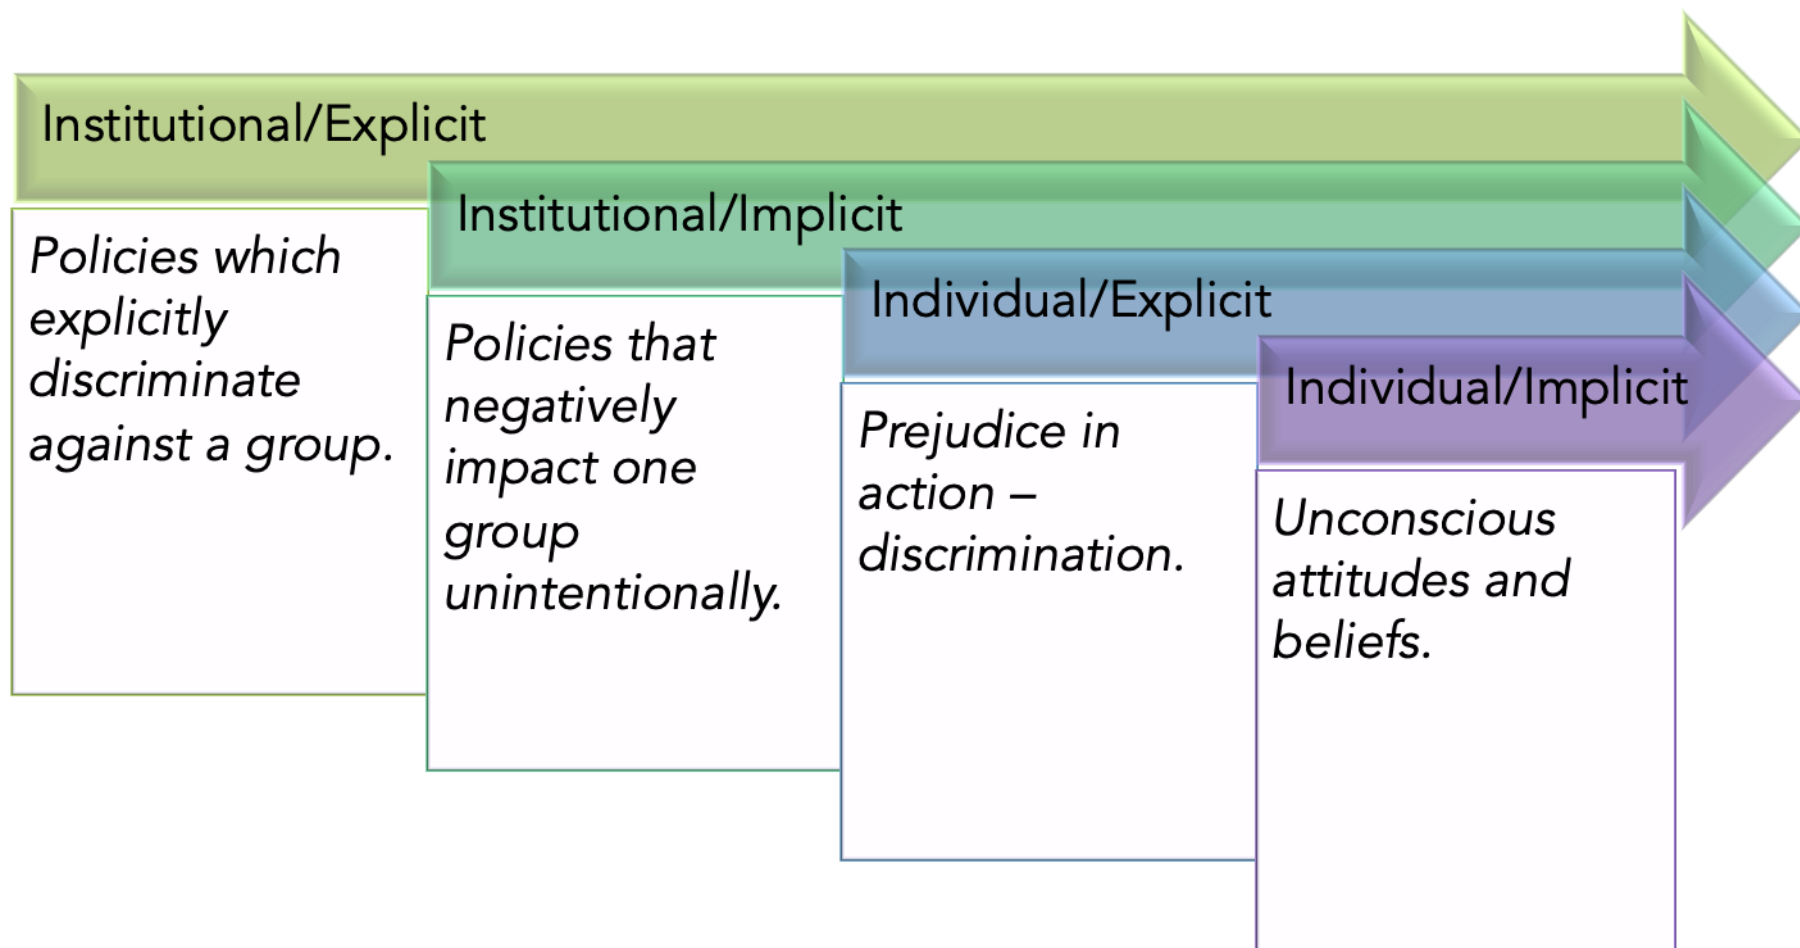 Institutional/Explicit
Policies which
explicitly
discriminate
against a group.
Institutional/Implicit
Policies that
negatively
impact one
group
unintentionally.
Individual/Explicit
Prejudice in
action –
discrimination.
Individual/Implicit
Unconscious
attitudes and
beliefs.